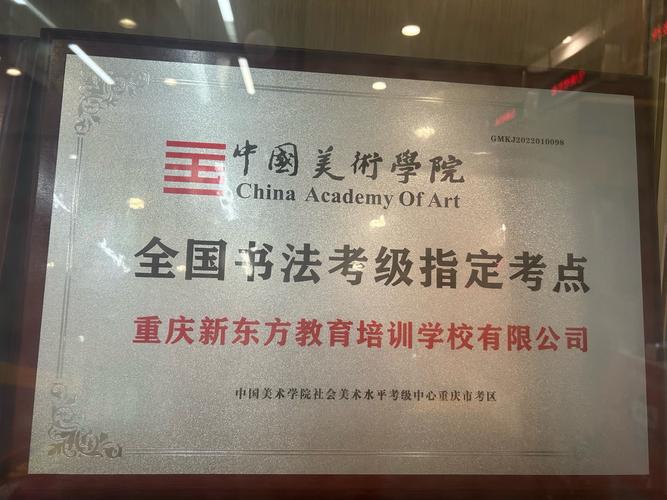 GMKJ2022010098
中國美術學院
China Academy Of Art
全国书法考级指定考点
重庆新东方教育培训学校有限公司
中国美术学院社会美术水平考级中心重庆市考区